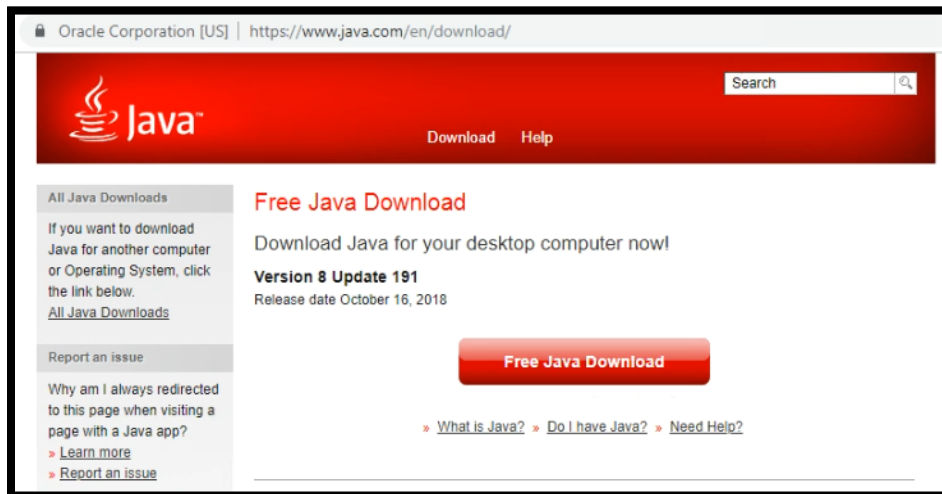 Oracle Corporation [US] | https://www.java.com/en/download/
Java™
Search
Download Help
All Java Downloads
If you want to download
Java for another computer
or Operating System, click
the link below.
All Java Downloads
Report an issue
Why am I always redirected
to this page when visiting a
page with a Java app?
» Learn more
» Report an issue
Free Java Download
Download Java for your desktop computer now!
Version 8 Update 191
Release date October 16, 2018
Free Java Download
» What is Java? » Do I have Java? » Need Help?